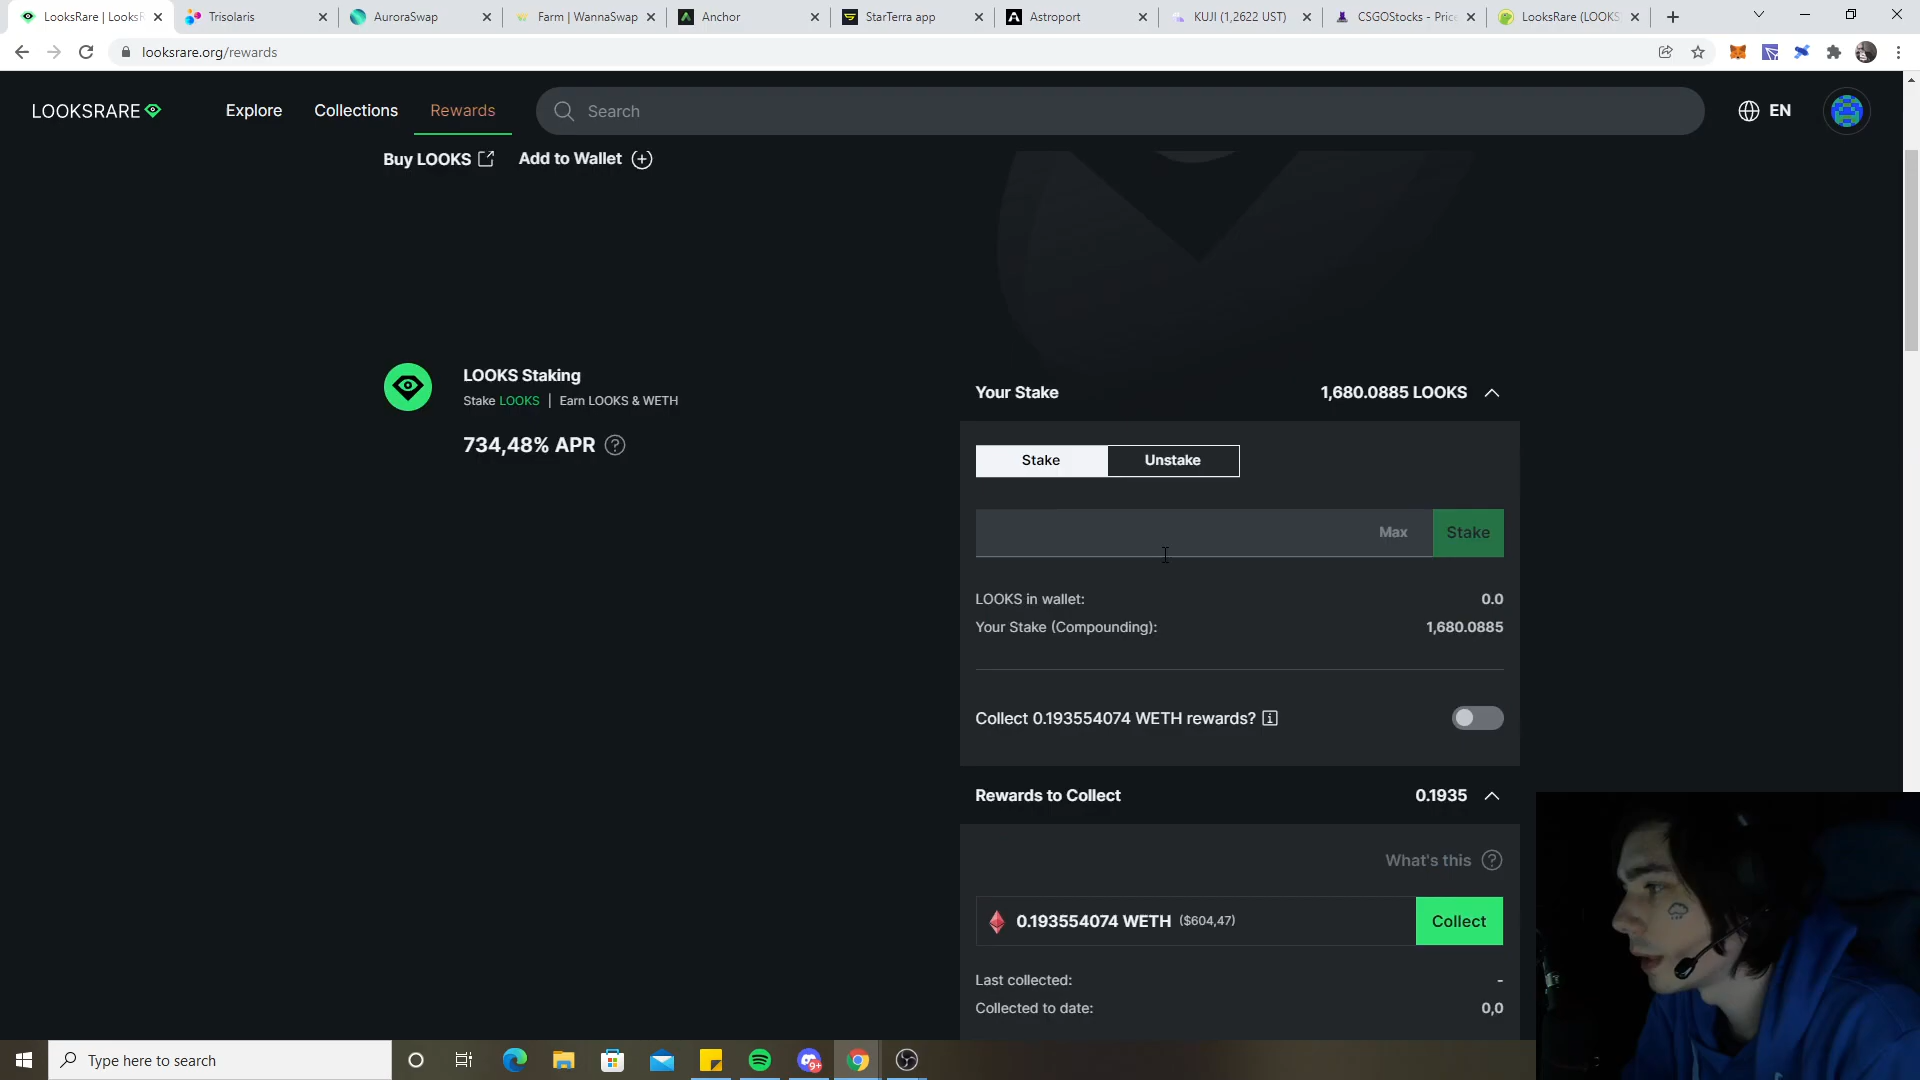 LooksRare | LooksR
Trisolaris
AuroraSwap
Farm | WannaSwap
Anchor
StarTerra app
Astroport
KUJI (1,2622 UST)
CSGOStocks - Price
LooksRare (LOOKS
looksrare.org/rewards
LOOKSRARE
Explore
Collections
Rewards
Search
EN
Buy LOOKS
Add to Wallet
LOOKS Staking
Stake LOOKS | Earn LOOKS & WETH
734,48% APR
Your Stake
1,680.0885 LOOKS
Stake
Unstake
Max
Stake
LOOKS in wallet:
0.0
Your Stake (Compounding):
1,680.0885
Collect 0.193554074 WETH rewards?
Rewards to Collect
0.1935
What's this
0.193554074 WETH ($604,47)
Collect
Last collected:
-
Collected to date:
0,0
Type here to search
9+